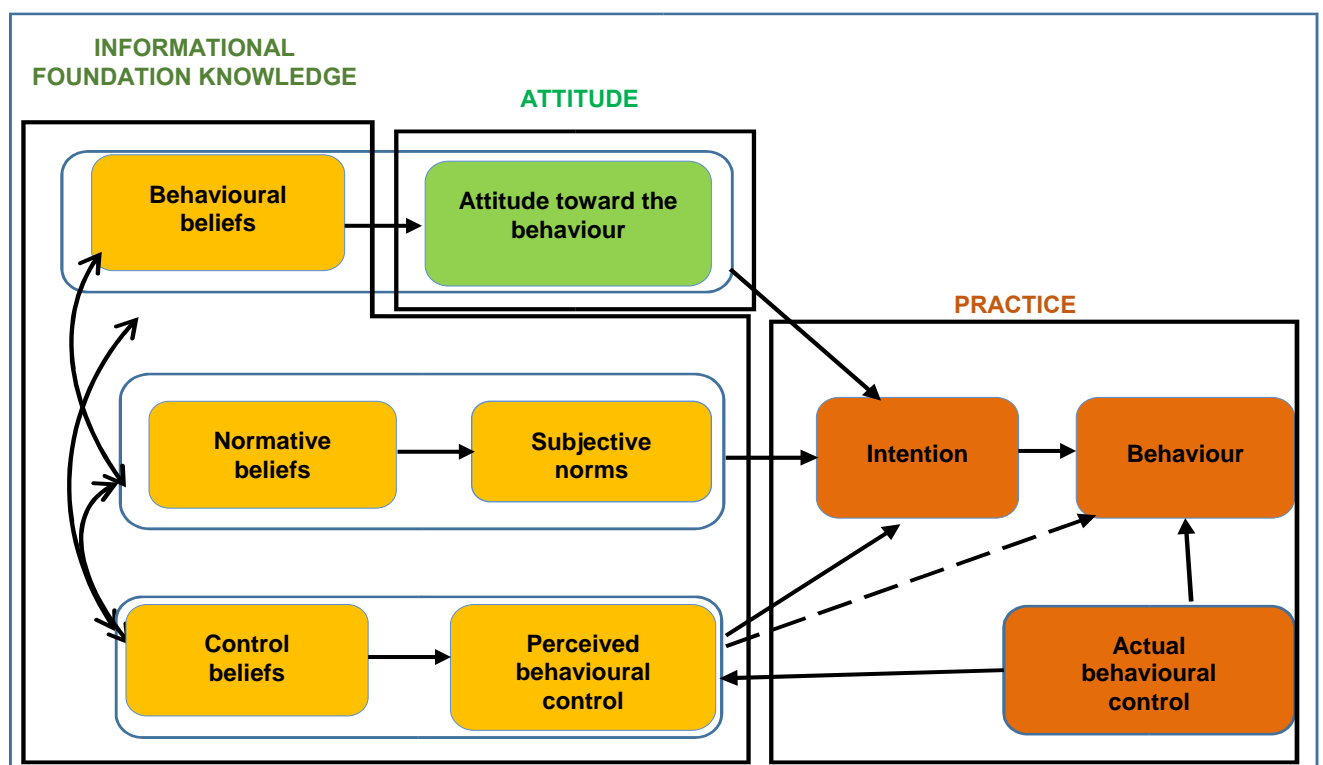 INFORMATIONAL
FOUNDATION KNOWLEDGE
ATTITUDE
Behavioural
beliefs
Attitude toward the
behaviour
PRACTICE
Normative
beliefs
Subjective
norms
Intention
Behaviour
Control
beliefs
Perceived
behavioural
control
Actual
behavioural
control